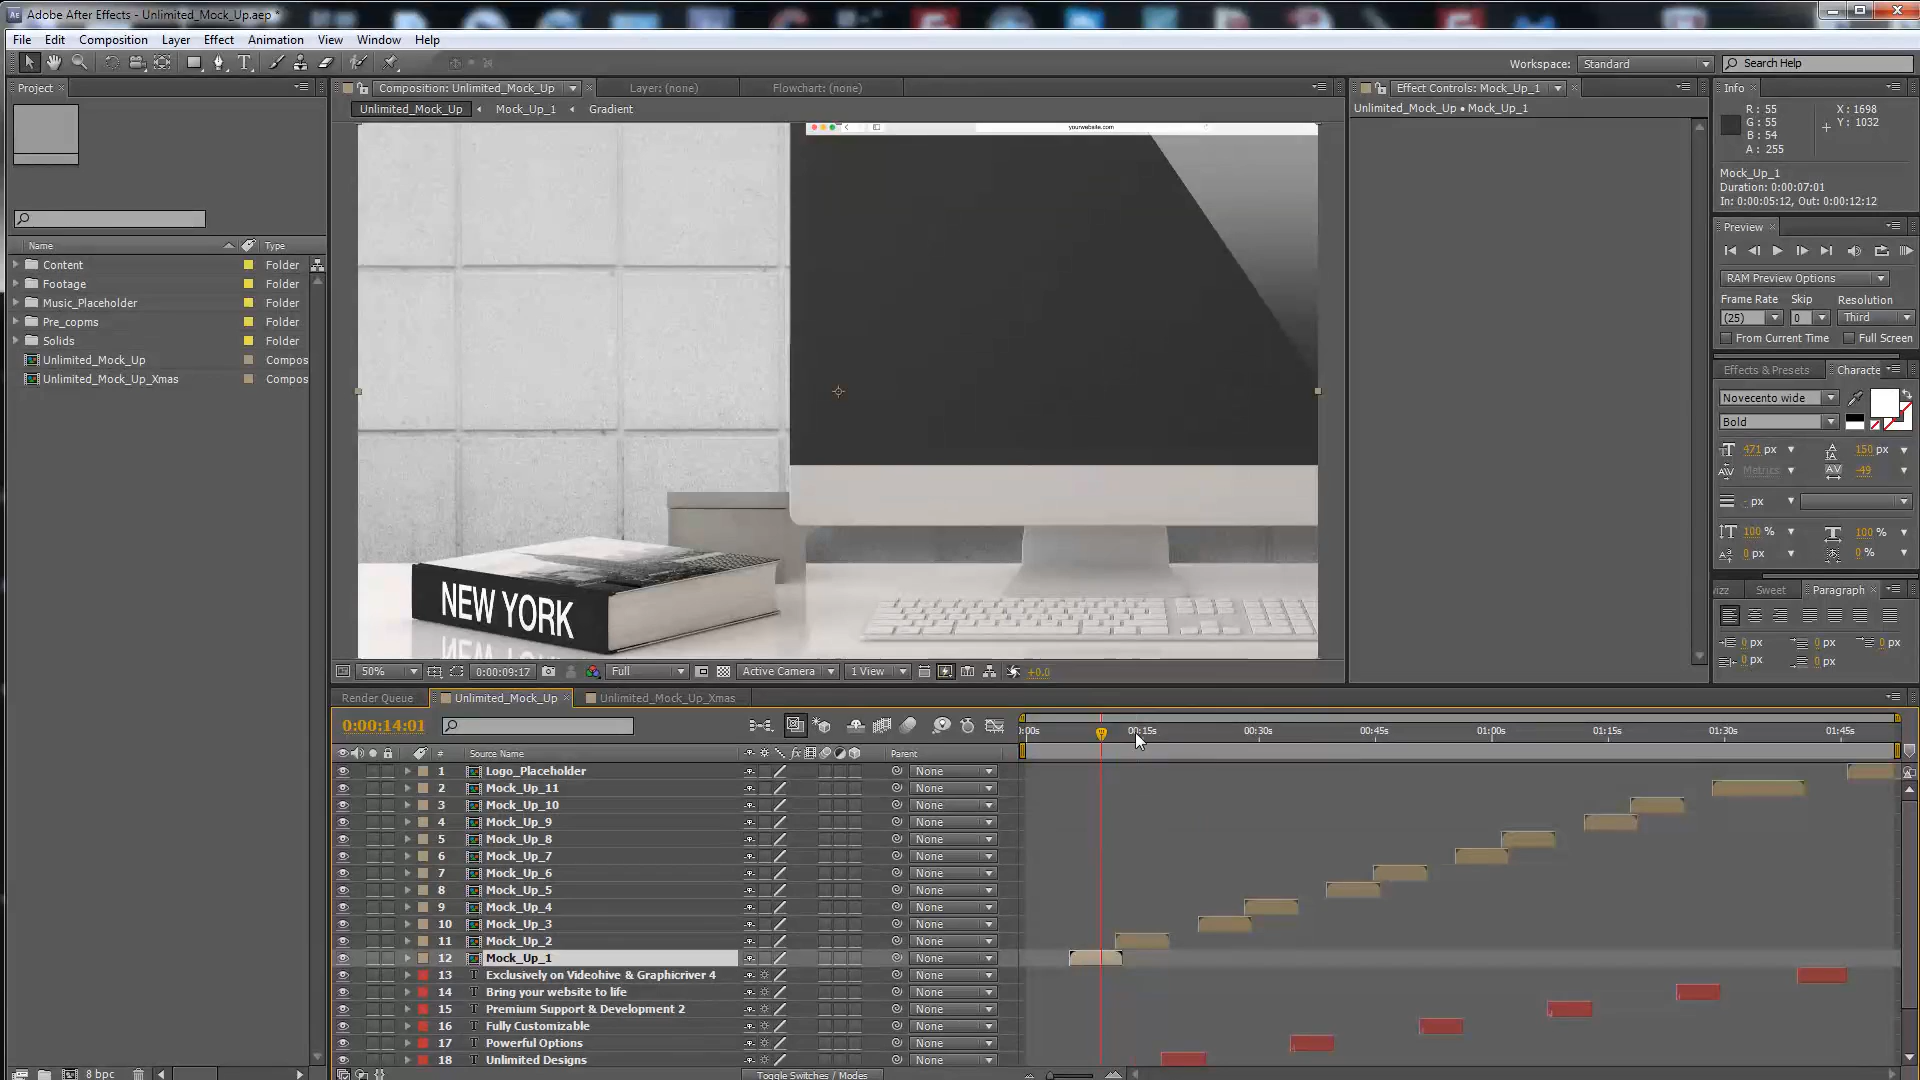 Adobe After Effects - Unlimited_Mock_Up.aep *
File Edit Composition Layer Effect Animation View Window Help
Workspace: Standard Search Help
Project
Name Type
Content Folder
Footage Folder
Music_Placeholder Folder
Pre_copms Folder
Solids Folder
Unlimited_Mock_Up Compos
Unlimited_Mock_Up_Xmas Compos
8 bpc
Composition: Unlimited_Mock_Up Layer: (none) Flowchart: (none)
Unlimited_Mock_Up Mock_Up_1 Gradient
yourwebsite.com
NEW YORK
50% 0:00:09:17 Full Active Camera 1 View +0.0
Effect Controls: Mock_Up_1
Unlimited_Mock_Up • Mock_Up_1
Info
R : 55 X : 1698
G : 55 Y : 1032
B : 54
A : 255
Mock_Up_1
Duration: 0:00:07:01
In: 0:00:05:12, Out: 0:00:12:12
Preview
RAM Preview Options
Frame Rate Skip Resolution
(25) 0 Third
From Current Time Full Screen
Effects & Presets Characte
Novecento wide
Bold
471 px 150 px
Metrics -49
- px
100 % 100 %
0 px 0 %
izz Sweet Paragraph
0 px 0 px 0 px
0 px 0 px
Render Queue Unlimited_Mock_Up Unlimited_Mock_Up_Xmas
0:00:14:01
:00s 00:15s 00:30s 00:45s 01:00s 01:15s 01:30s 01:45s
# Source Name fx Parent
1 Logo_Placeholder None
2 Mock_Up_11 None
3 Mock_Up_10 None
4 Mock_Up_9 None
5 Mock_Up_8 None
6 Mock_Up_7 None
7 Mock_Up_6 None
8 Mock_Up_5 None
9 Mock_Up_4 None
10 Mock_Up_3 None
11 Mock_Up_2 None
12 Mock_Up_1 None
13 T Exclusively on Videohive & Graphicriver 4 None
14 T Bring your website to life None
15 T Premium Support & Development 2 None
16 T Fully Customizable None
17 T Powerful Options None
18 T Unlimited Designs None
Toggle Switches / Modes